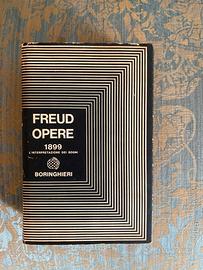 FREUD
OPERE
1899
L'INTERPRETAZIONE DEI SOGNI
BORINGHIERI